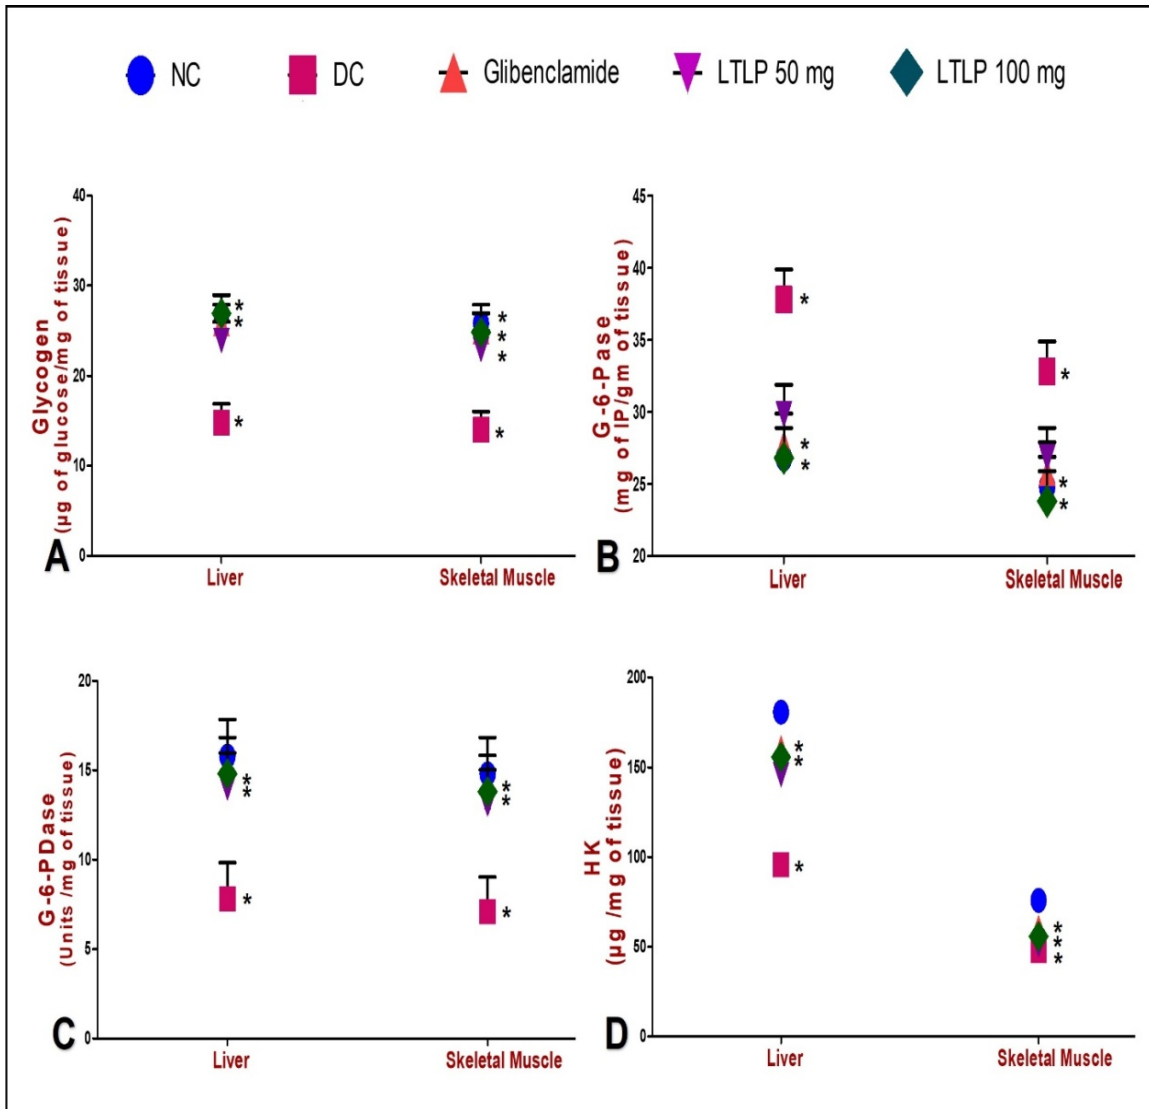 NC DC Glibenclamide LTLP 50 mg LTLP 100 mg
Glycogen
(µg of glucose/mg of tissue)
40
30
20
10
0
*
*
*
*
*
*
*
Liver Skeletal Muscle
A
G-6-Pase
(mg of IP/gm of tissue)
45
40
35
30
25
20
*
*
*
*
*
*
Liver Skeletal Muscle
B
G-6-PDase
(Units /mg of tissue)
20
15
10
5
0
*
*
*
*
*
*
Liver Skeletal Muscle
C
HK
(µg /mg of tissue)
200
150
100
50
0
*
*
*
*
*
*
Liver Skeletal Muscle
D